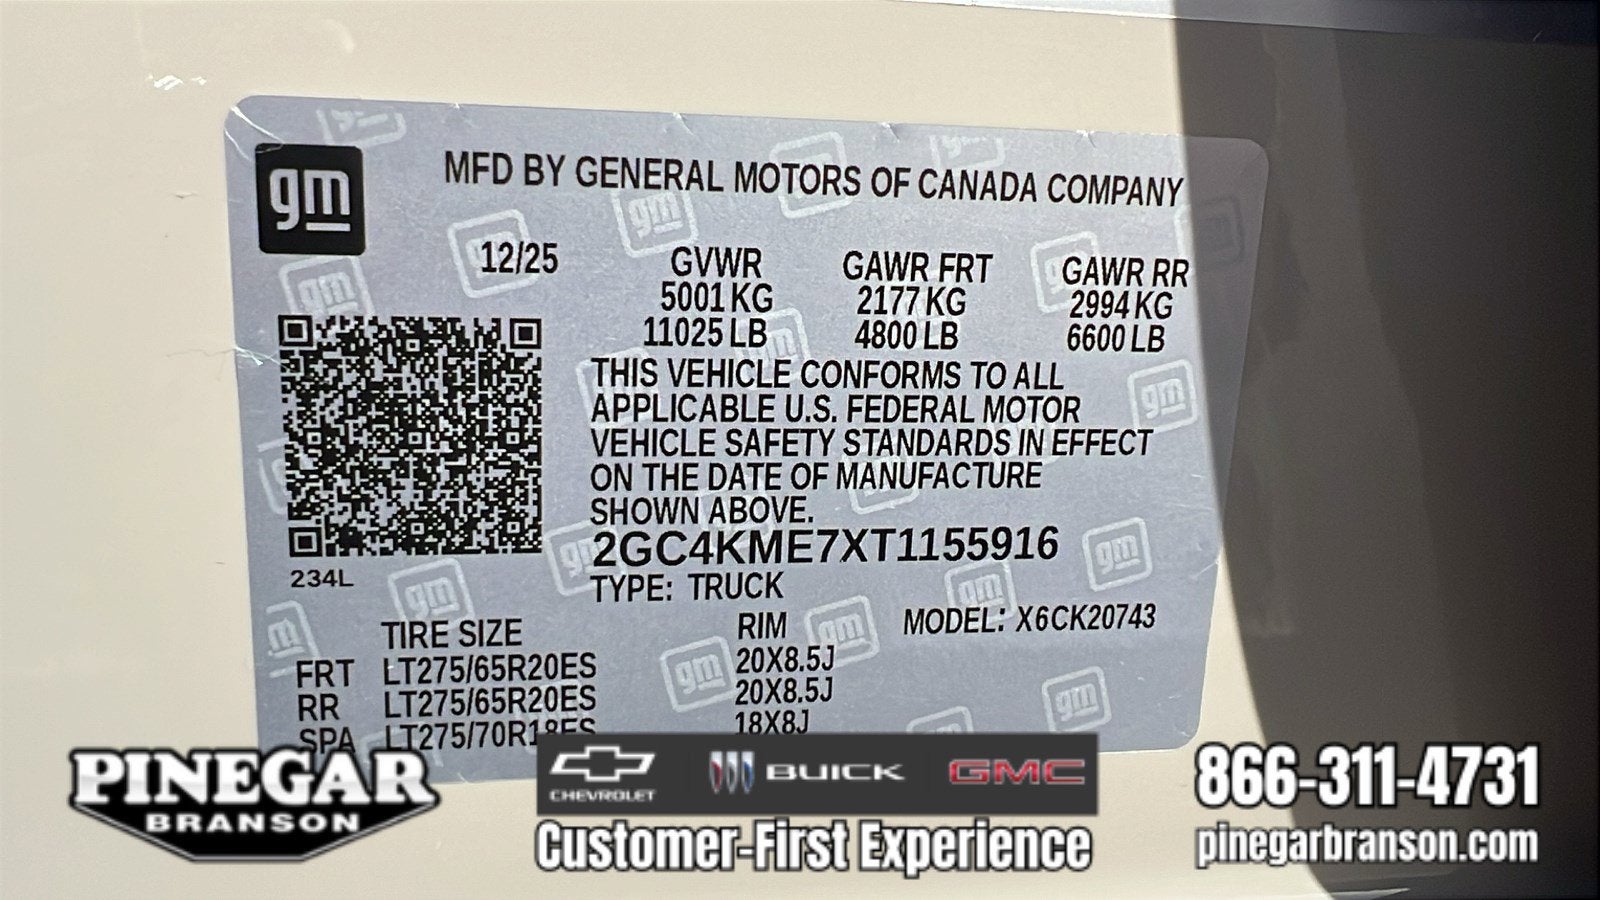 gm
MFD BY GENERAL MOTORS OF CANADA COMPANY
12/25 GVWR GAWR FRT GAWR RR
5001 KG 2177 KG 2994 KG
11025 LB 4800 LB 6600 LB
THIS VEHICLE CONFORMS TO ALL
APPLICABLE U.S. FEDERAL MOTOR
VEHICLE SAFETY STANDARDS IN EFFECT
ON THE DATE OF MANUFACTURE
SHOWN ABOVE.
2GC4KME7XT1155916
234L
TYPE: TRUCK
MODEL: X6CK20743
TIRE SIZE RIM
FRT LT275/65R20ES 20X8.5J
RR LT275/65R20ES 20X8.5J
SPA LT275/70R18ES 18X8J
PINEGAR
BRANSON
CHEVROLET
BUICK
GMC
Customer-First Experience
866-311-4731
pinegarbranson.com